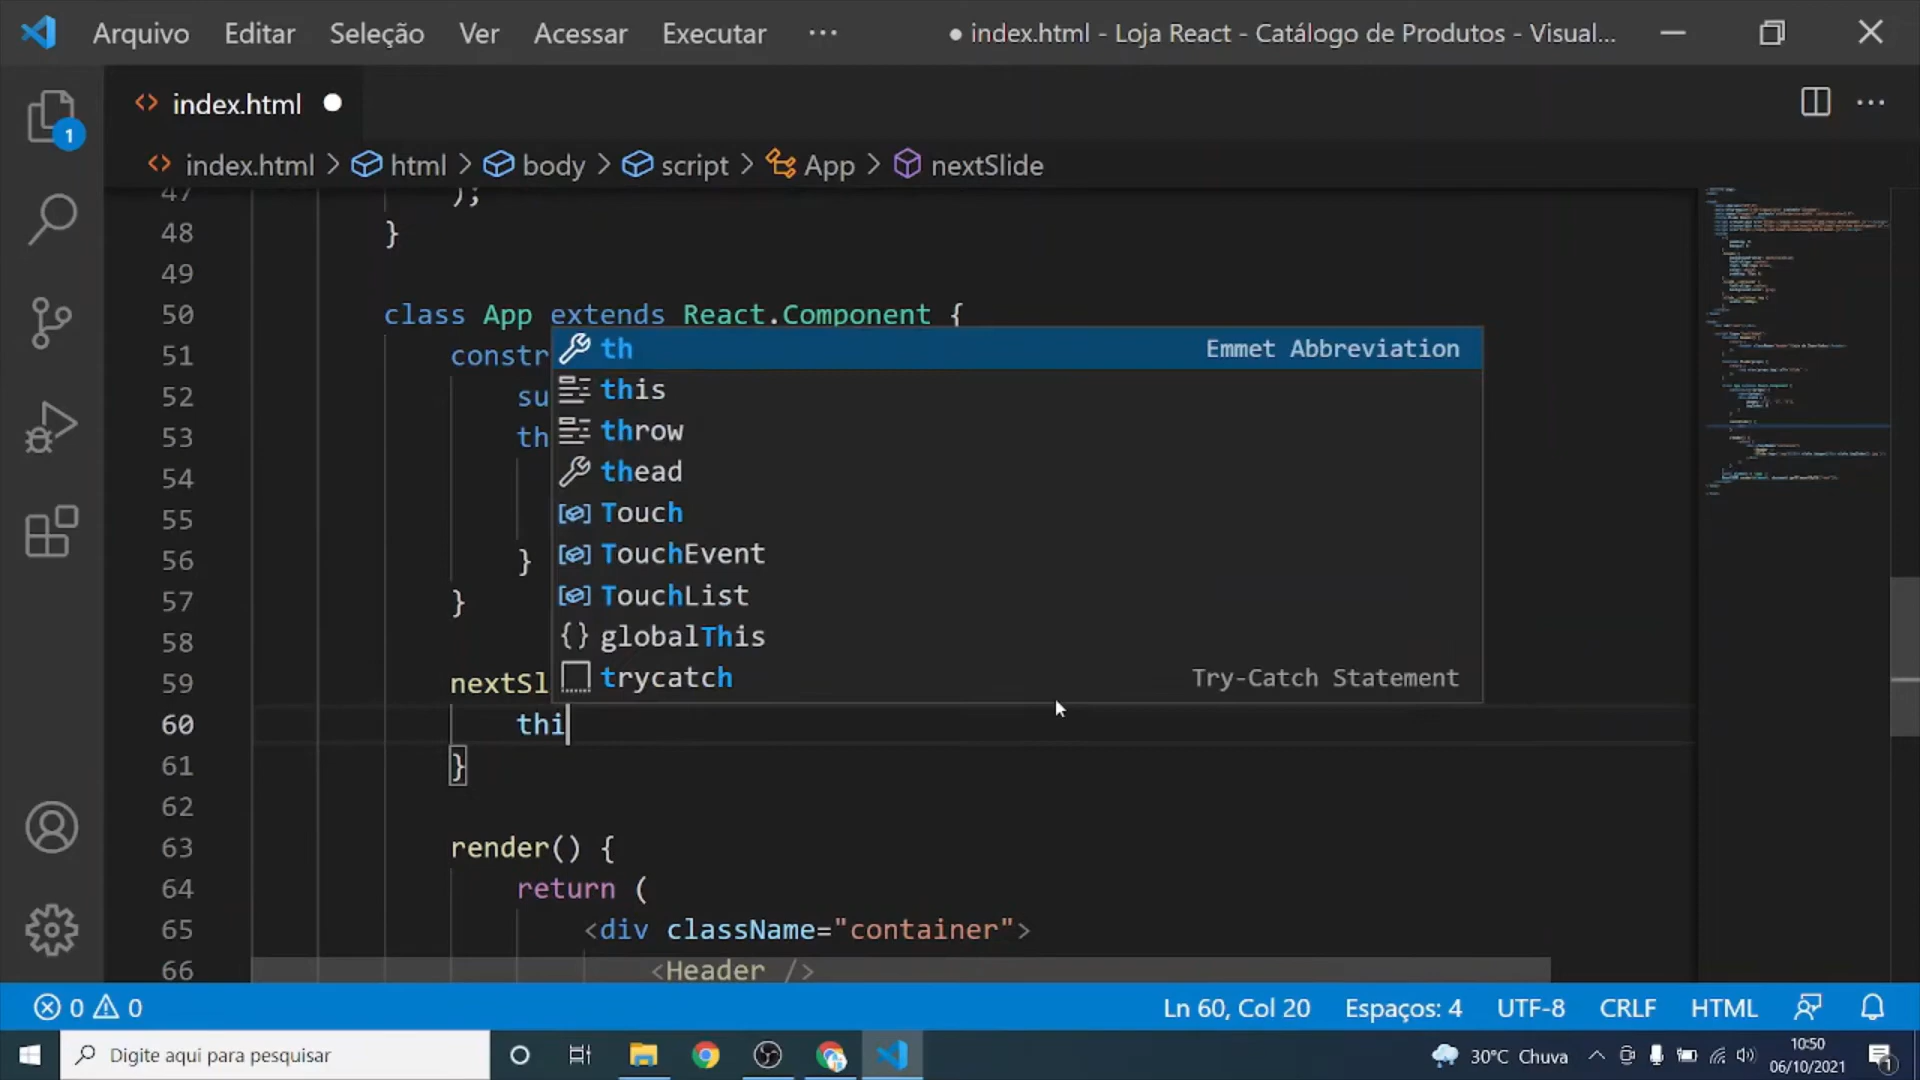 Arquivo Editar Seleção Ver Acessar Executar ··· ● index.html - Loja React - Catálogo de Produtos - Visual...
<> index.html ●
1
<> index.html > html > body > script > App > nextSlide
47 );
48 }
49
50 class App extends React.Component {
51 constr
52 su
53 th
54
55
56 }
57 }
58
59 nextSl
60 thi
61 }
62
63 render() {
64 return (
65 <div className="container">
66 <Header />
th Emmet Abbreviation
this
throw
thead
Touch
TouchEvent
TouchList
{} globalThis
trycatch Try-Catch Statement
0 0 Ln 60, Col 20 Espaços: 4 UTF-8 CRLF HTML
Digite aqui para pesquisar
30°C Chuva
10:50
06/10/2021
1